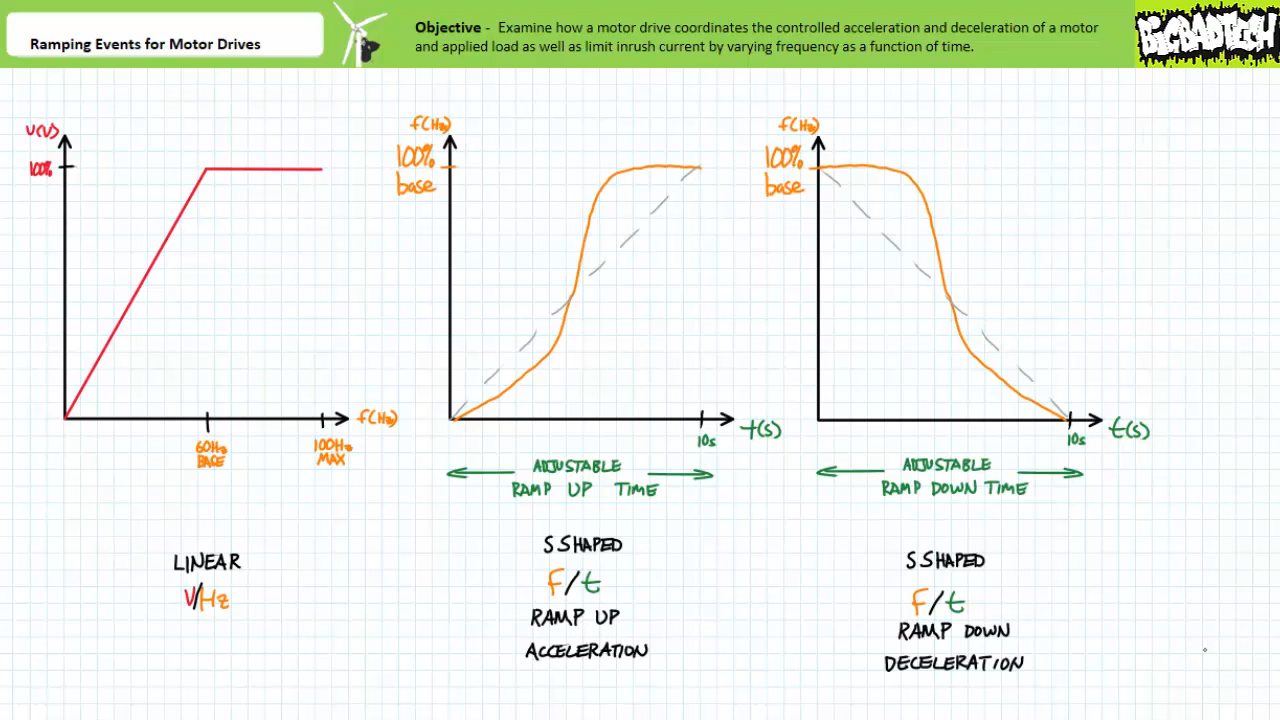 Ramping Events for Motor Drives
Objective - Examine how a motor drive coordinates the controlled acceleration and deceleration of a motor
and applied load as well as limit inrush current by varying frequency as a function of time.
BIGBADTECH
V(V)
100%
f(Hz)
60Hz
BASE
100Hz
MAX
LINEAR
V/Hz
f(Hz)
100%
base
t(s)
10s
ADJUSTABLE
RAMP UP TIME
S SHAPED
F/t
RAMP UP
ACCELERATION
f(Hz)
100%
base
t(s)
10s
ADJUSTABLE
RAMP DOWN TIME
S SHAPED
F/t
RAMP DOWN
DECELERATION